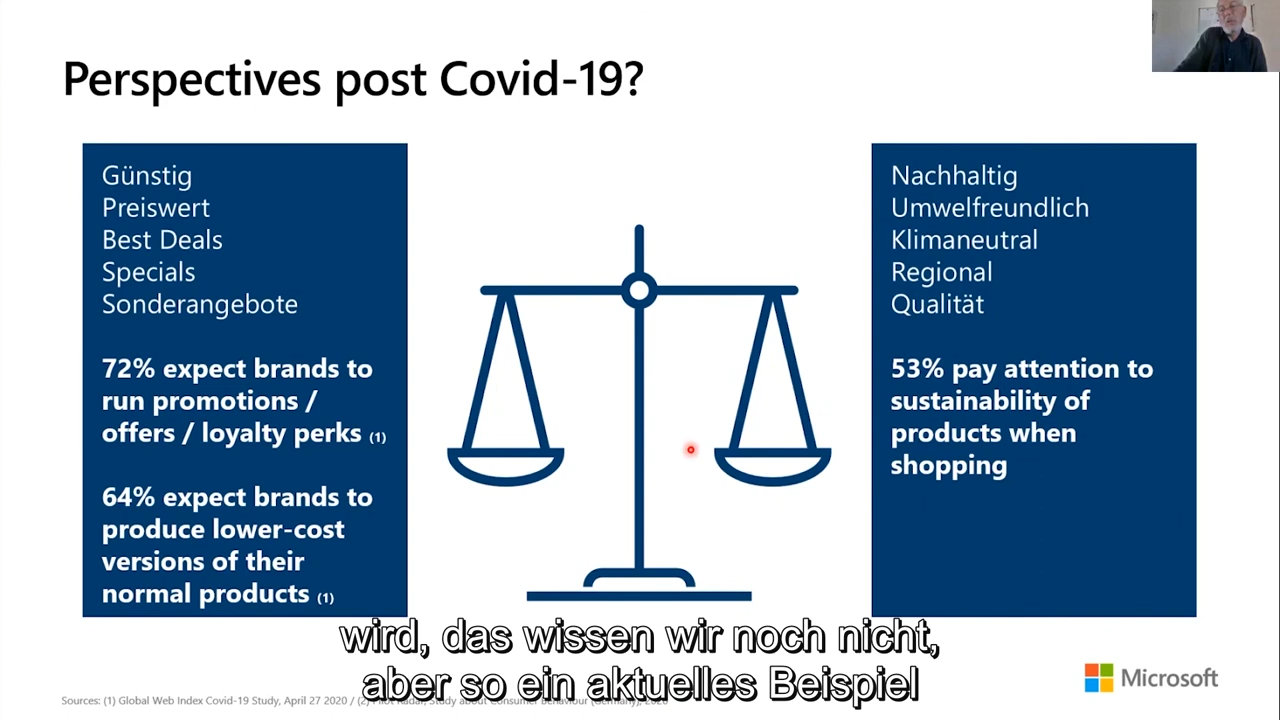 Perspectives post Covid-19?
Günstig
Preiswert
Best Deals
Specials
Sonderangebote
72% expect brands to
run promotions /
offers / loyalty perks (1)
64% expect brands to
produce lower-cost
versions of their
normal products (1)
Nachhaltig
Umwelfreundlich
Klimaneutral
Regional
Qualität
53% pay attention to
sustainability of
products when
shopping
wird, das wissen wir noch nicht,
aber so ein aktuelles Beispiel
Sources: (1) Global Web Index Covid-19 Study, April 27 2020 / (2)
Microsoft